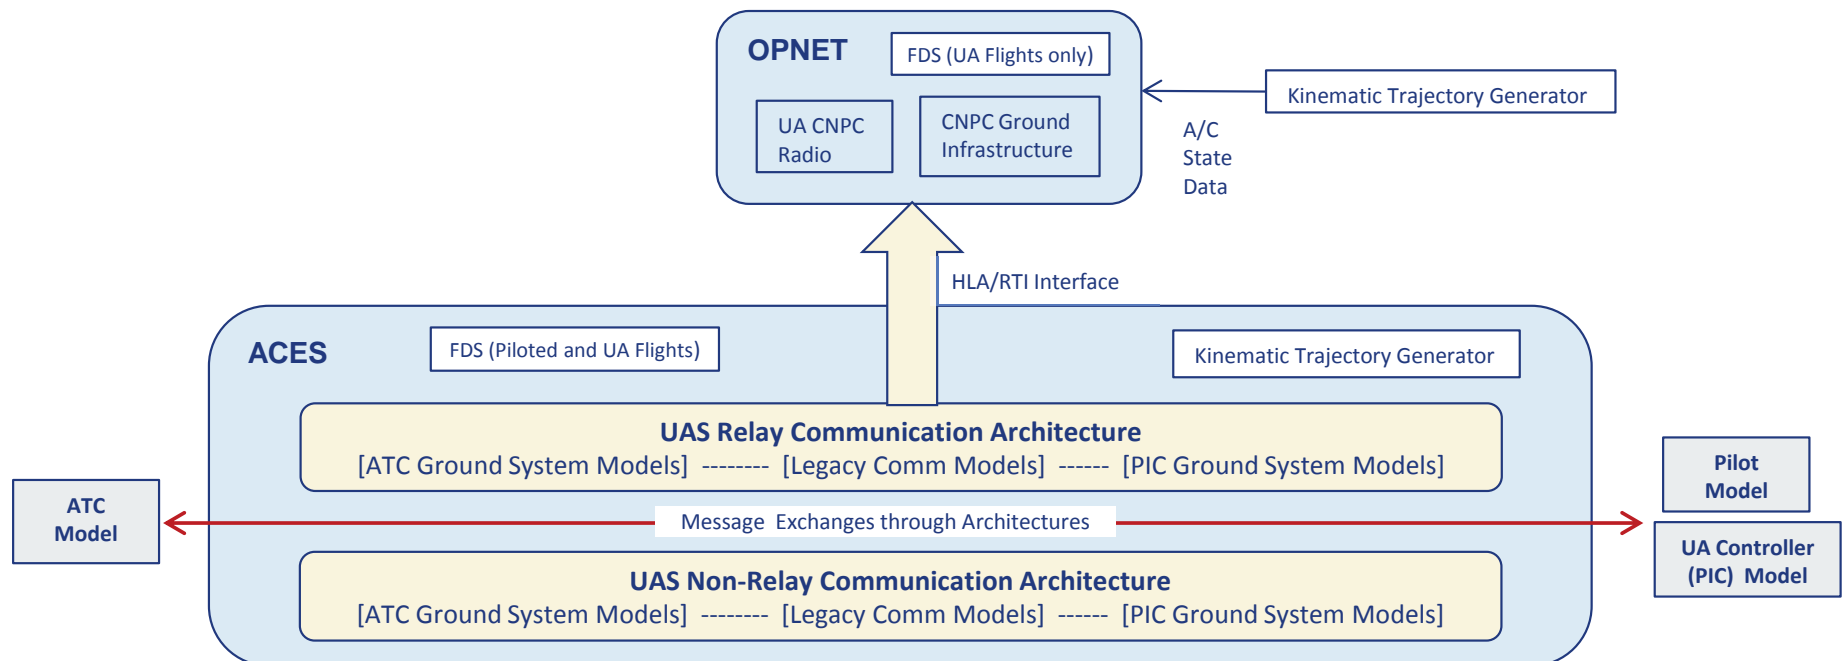 OPNET
FDS (UA Flights only)
UA CNPC
Radio
CNPC Ground
Infrastructure
Kinematic Trajectory Generator
A/C
State
Data
HLA/RTI Interface
ACES
FDS (Piloted and UA Flights)
Kinematic Trajectory Generator
UAS Relay Communication Architecture
[ATC Ground System Models] -------- [Legacy Comm Models] ------ [PIC Ground System Models]
ATC
Model
Message Exchanges through Architectures
Pilot
Model
UA Controller
(PIC) Model
UAS Non-Relay Communication Architecture
[ATC Ground System Models] -------- [Legacy Comm Models] ------ [PIC Ground System Models]